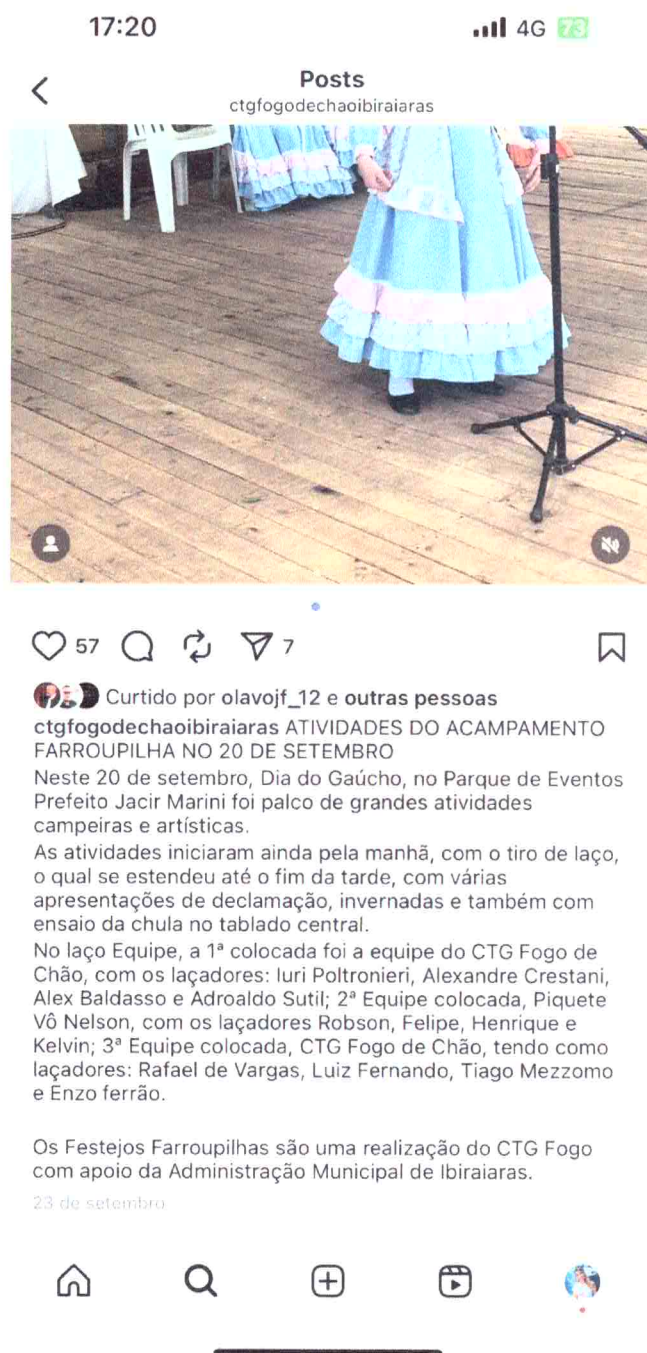 17:20
4G 73
Posts
ctgfogodechaoibiraiaras
57
7
Curtido por olavojf_12 e outras pessoas
ctgfogodechaoibiraiaras ATIVIDADES DO ACAMPAMENTO
FARROUPILHA NO 20 DE SETEMBRO
Neste 20 de setembro, Dia do Gaúcho, no Parque de Eventos
Prefeito Jacir Marini foi palco de grandes atividades
campeiras e artísticas.
As atividades iniciaram ainda pela manhã, com o tiro de laço,
o qual se estendeu até o fim da tarde, com várias
apresentações de declamação, invernadas e também com
ensaio da chula no tablado central.
No laço Equipe, a 1ª colocada foi a equipe do CTG Fogo de
Chão, com os laçadores: Iuri Poltronieri, Alexandre Crestani,
Alex Baldasso e Adroaldo Sutil; 2ª Equipe colocada, Piquete
Vô Nelson, com os laçadores Robson, Felipe, Henrique e
Kelvin; 3ª Equipe colocada, CTG Fogo de Chão, tendo como
laçadores: Rafael de Vargas, Luiz Fernando, Tiago Mezzomo
e Enzo ferrão.
Os Festejos Farroupilhas são uma realização do CTG Fogo
com apoio da Administração Municipal de Ibiraiaras.
23 de setembro